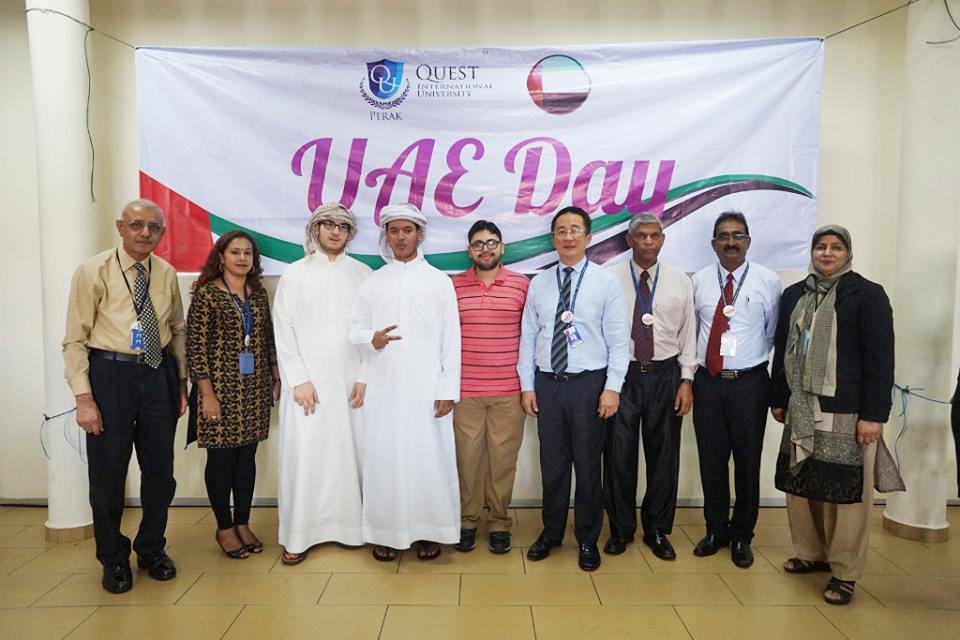 QU
QUEST
INTERNATIONAL
UNIVERSITY
PERAK
UAE Day